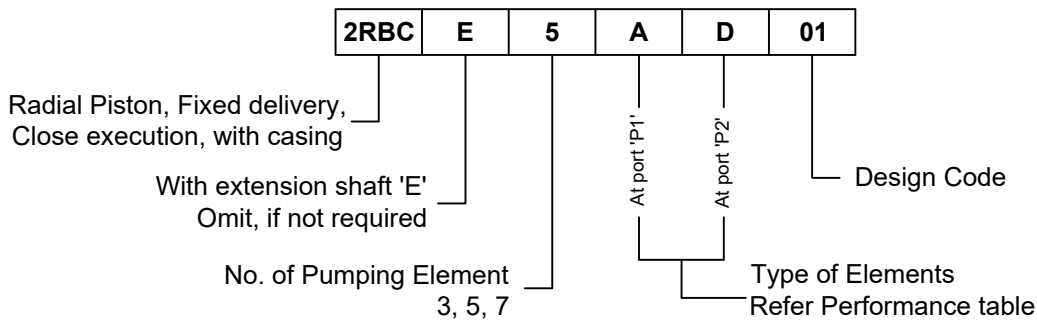 2RBC E 5 A D 01
Radial Piston, Fixed delivery,
Close execution, with casing
With extension shaft 'E'
Omit, if not required
No. of Pumping Element
3, 5, 7
At port 'P1'
At port 'P2'
Type of Elements
Refer Performance table
Design Code